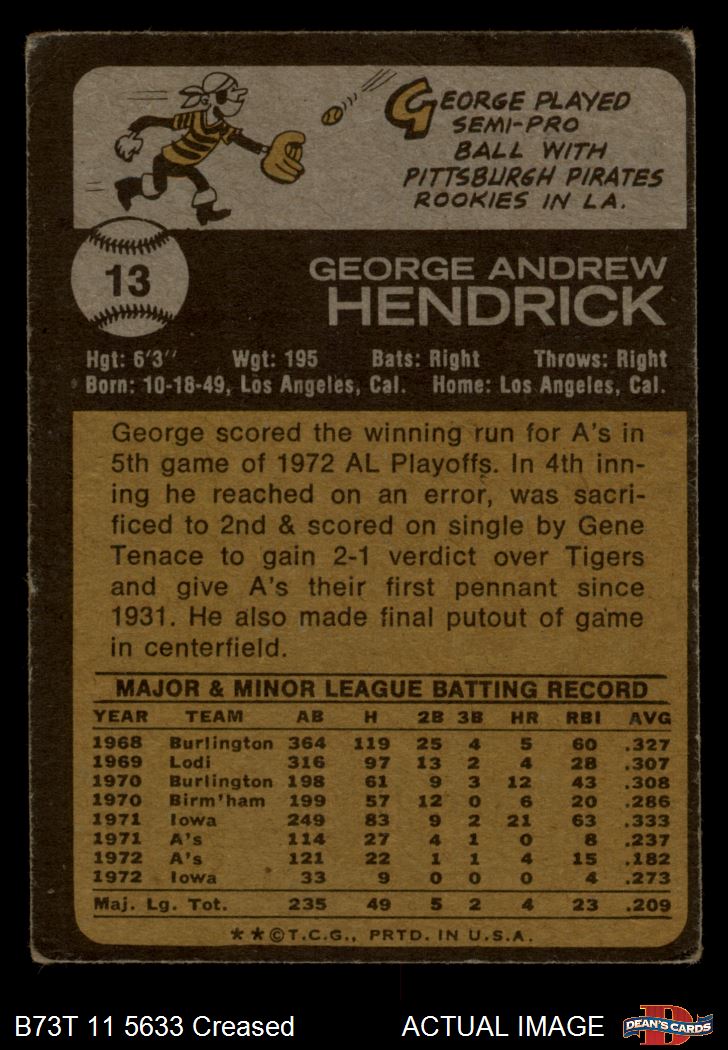 GEORGE PLAYED
SEMI-PRO
BALL WITH
PITTSBURGH PIRATES
ROOKIES IN LA.
13
GEORGE ANDREW
HENDRICK
Hgt: 6'3" Wgt: 195 Bats: Right Throws: Right
Born: 10-18-49, Los Angeles, Cal. Home: Los Angeles, Cal.
George scored the winning run for A's in
5th game of 1972 AL Playoffs. In 4th inn-
ing he reached on an error, was sacri-
ficed to 2nd & scored on single by Gene
Tenace to gain 2-1 verdict over Tigers
and give A's their first pennant since
1931. He also made final putout of game
in centerfield.
MAJOR & MINOR LEAGUE BATTING RECORD
YEAR TEAM AB H 2B 3B HR RBI AVG
1968 Burlington 364 119 25 4 5 60 .327
1969 Lodi 316 97 13 2 4 28 .307
1970 Burlington 198 61 9 3 12 43 .308
1970 Birm'ham 199 57 12 0 6 20 .286
1971 Iowa 249 83 9 2 21 63 .333
1971 A's 114 27 4 1 0 8 .237
1972 A's 121 22 1 1 4 15 .182
1972 Iowa 33 9 0 0 0 4 .273
Maj. Lg. Tot. 235 49 5 2 4 23 .209
**©T.C.G., PRTD. IN U.S.A.
B73T 11 5633 Creased ACTUAL IMAGE
D
DEAN'S CARDS